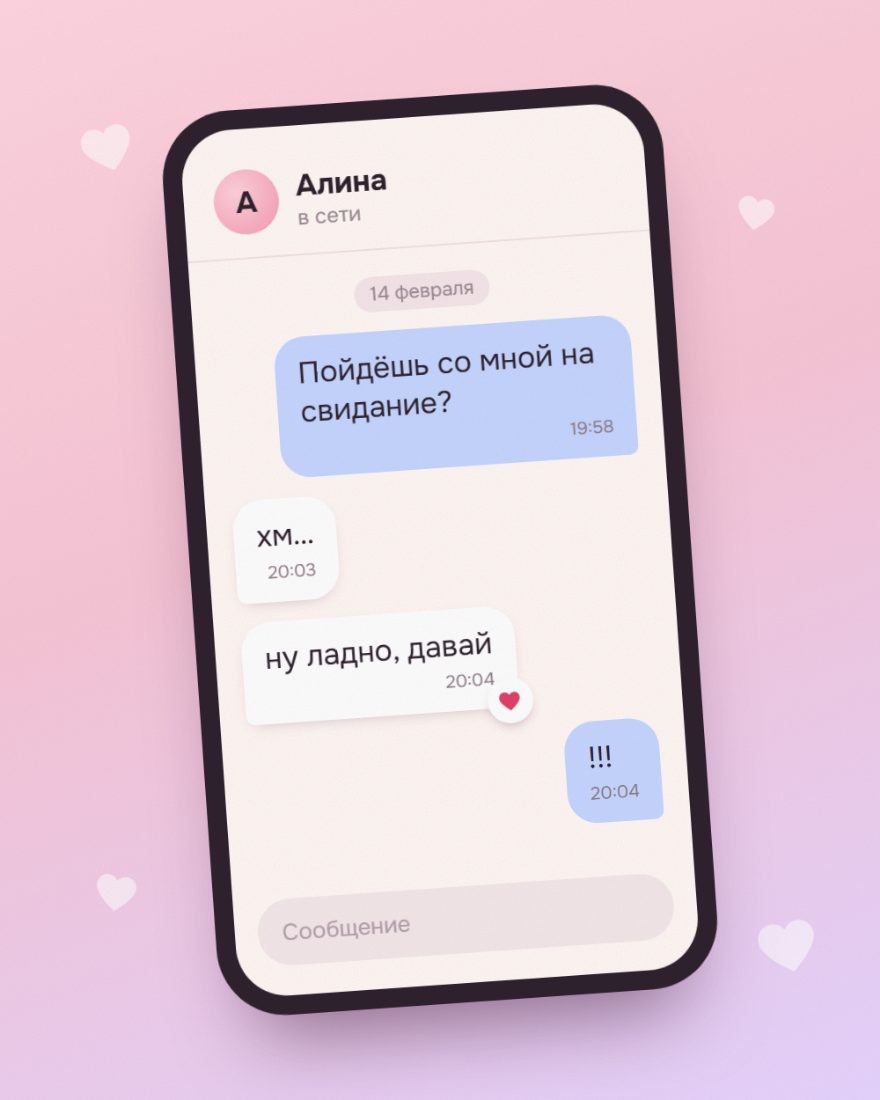 А
Алина
в сети
14 февраля
Пойдёшь со мной на
свидание?
19:58
хм...
20:03
ну ладно, давай
20:04
!!!
20:04
Сообщение